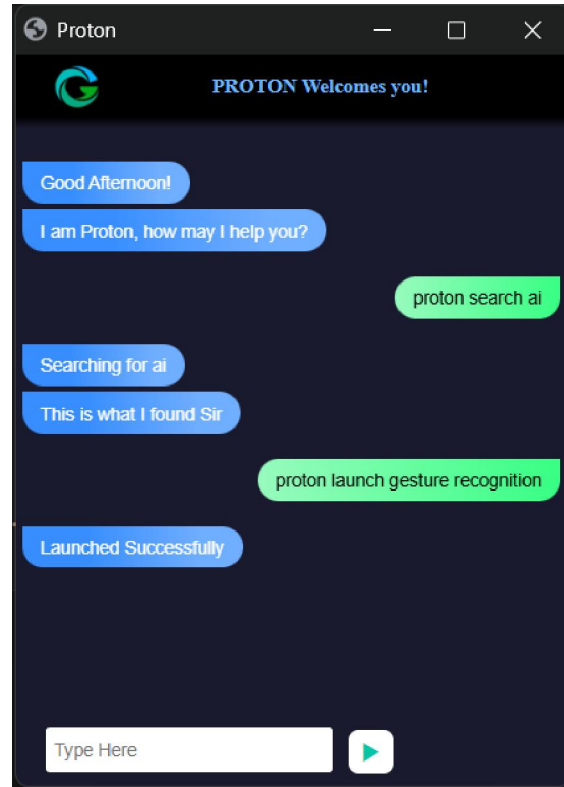 Proton
PROTON Welcomes you!
Good Afternoon!
I am Proton, how may I help you?
proton search ai
Searching for ai
This is what I found Sir
proton launch gesture recognition
Launched Successfully
Type Here